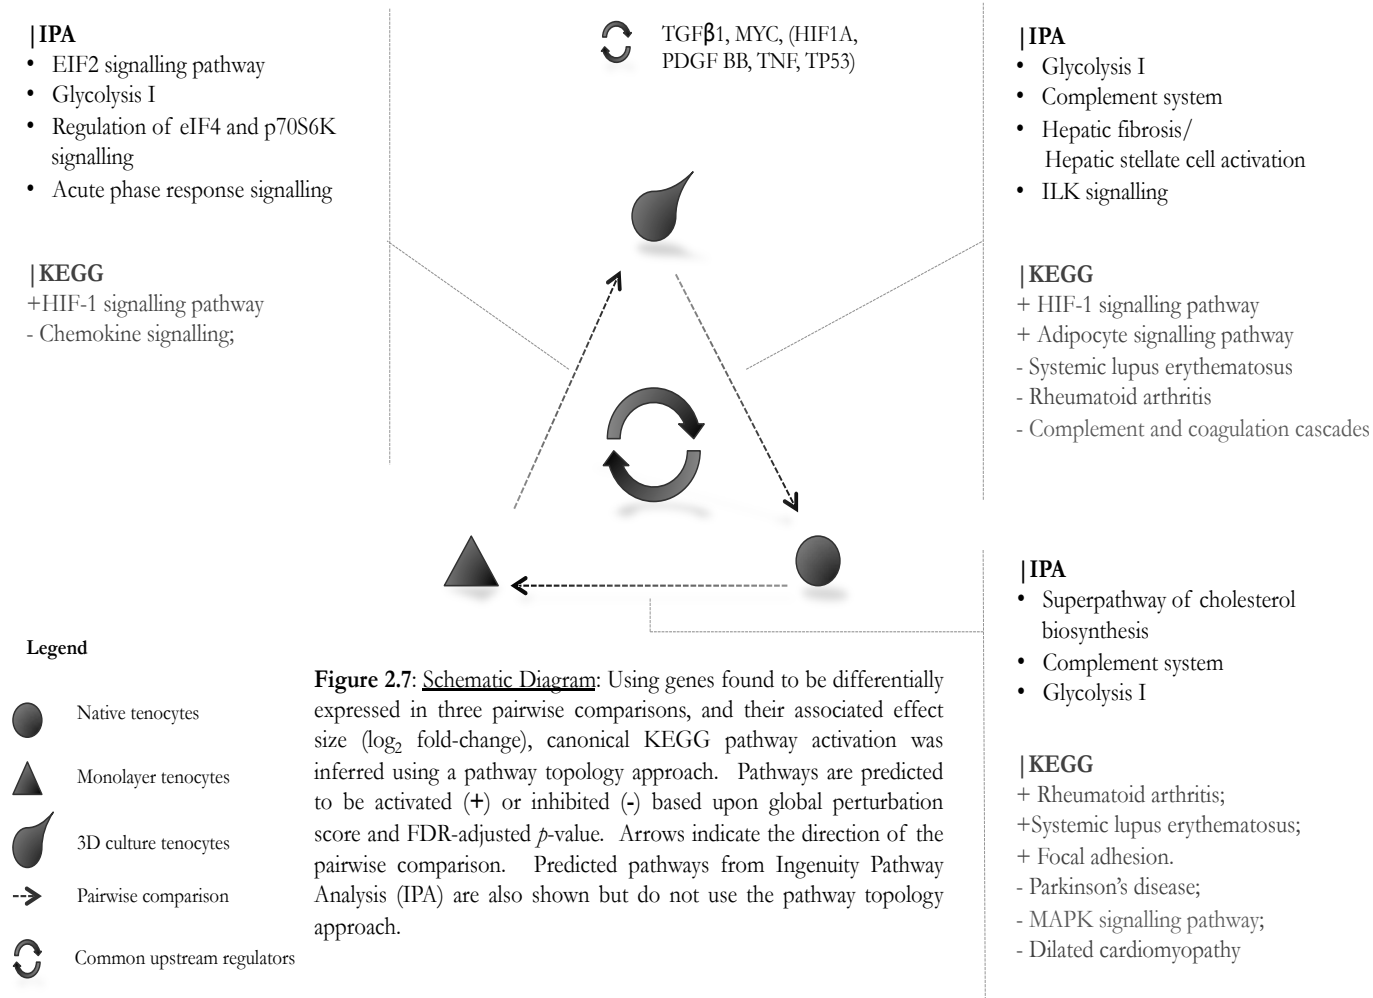 |IPA
• EIF2 signalling pathway
• Glycolysis I
• Regulation of eIF4 and p70S6K
signalling
• Acute phase response signalling
|KEGG
+HIF-1 signalling pathway
- Chemokine signalling;
TGFβ1, MYC, (HIF1A,
PDGF BB, TNF, TP53)
|IPA
• Glycolysis I
• Complement system
• Hepatic fibrosis/
Hepatic stellate cell activation
• ILK signalling
|KEGG
+ HIF-1 signalling pathway
+ Adipocyte signalling pathway
- Systemic lupus erythematosus
- Rheumatoid arthritis
- Complement and coagulation cascades
|IPA
• Superpathway of cholesterol
biosynthesis
• Complement system
• Glycolysis I
|KEGG
+ Rheumatoid arthritis;
+Systemic lupus erythematosus;
+ Focal adhesion.
- Parkinson's disease;
- MAPK signalling pathway;
- Dilated cardiomyopathy
Legend
Native tenocytes
Monolayer tenocytes
3D culture tenocytes
Pairwise comparison
Common upstream regulators
Figure 2.7: Schematic Diagram: Using genes found to be differentially
expressed in three pairwise comparisons, and their associated effect
size (log₂ fold-change), canonical KEGG pathway activation was
inferred using a pathway topology approach. Pathways are predicted
to be activated (+) or inhibited (-) based upon global perturbation
score and FDR-adjusted p-value. Arrows indicate the direction of the
pairwise comparison. Predicted pathways from Ingenuity Pathway
Analysis (IPA) are also shown but do not use the pathway topology
approach.